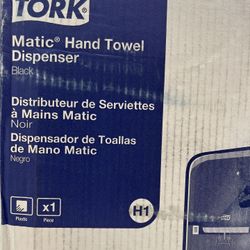 TORK
Matic® Hand Towel
Dispenser
Black
Distributeur de Serviettes
à Mains Matic
Noir
Dispensador de Toallas
de Mano Matic
Negro
x1
Plastic
Piece
H1